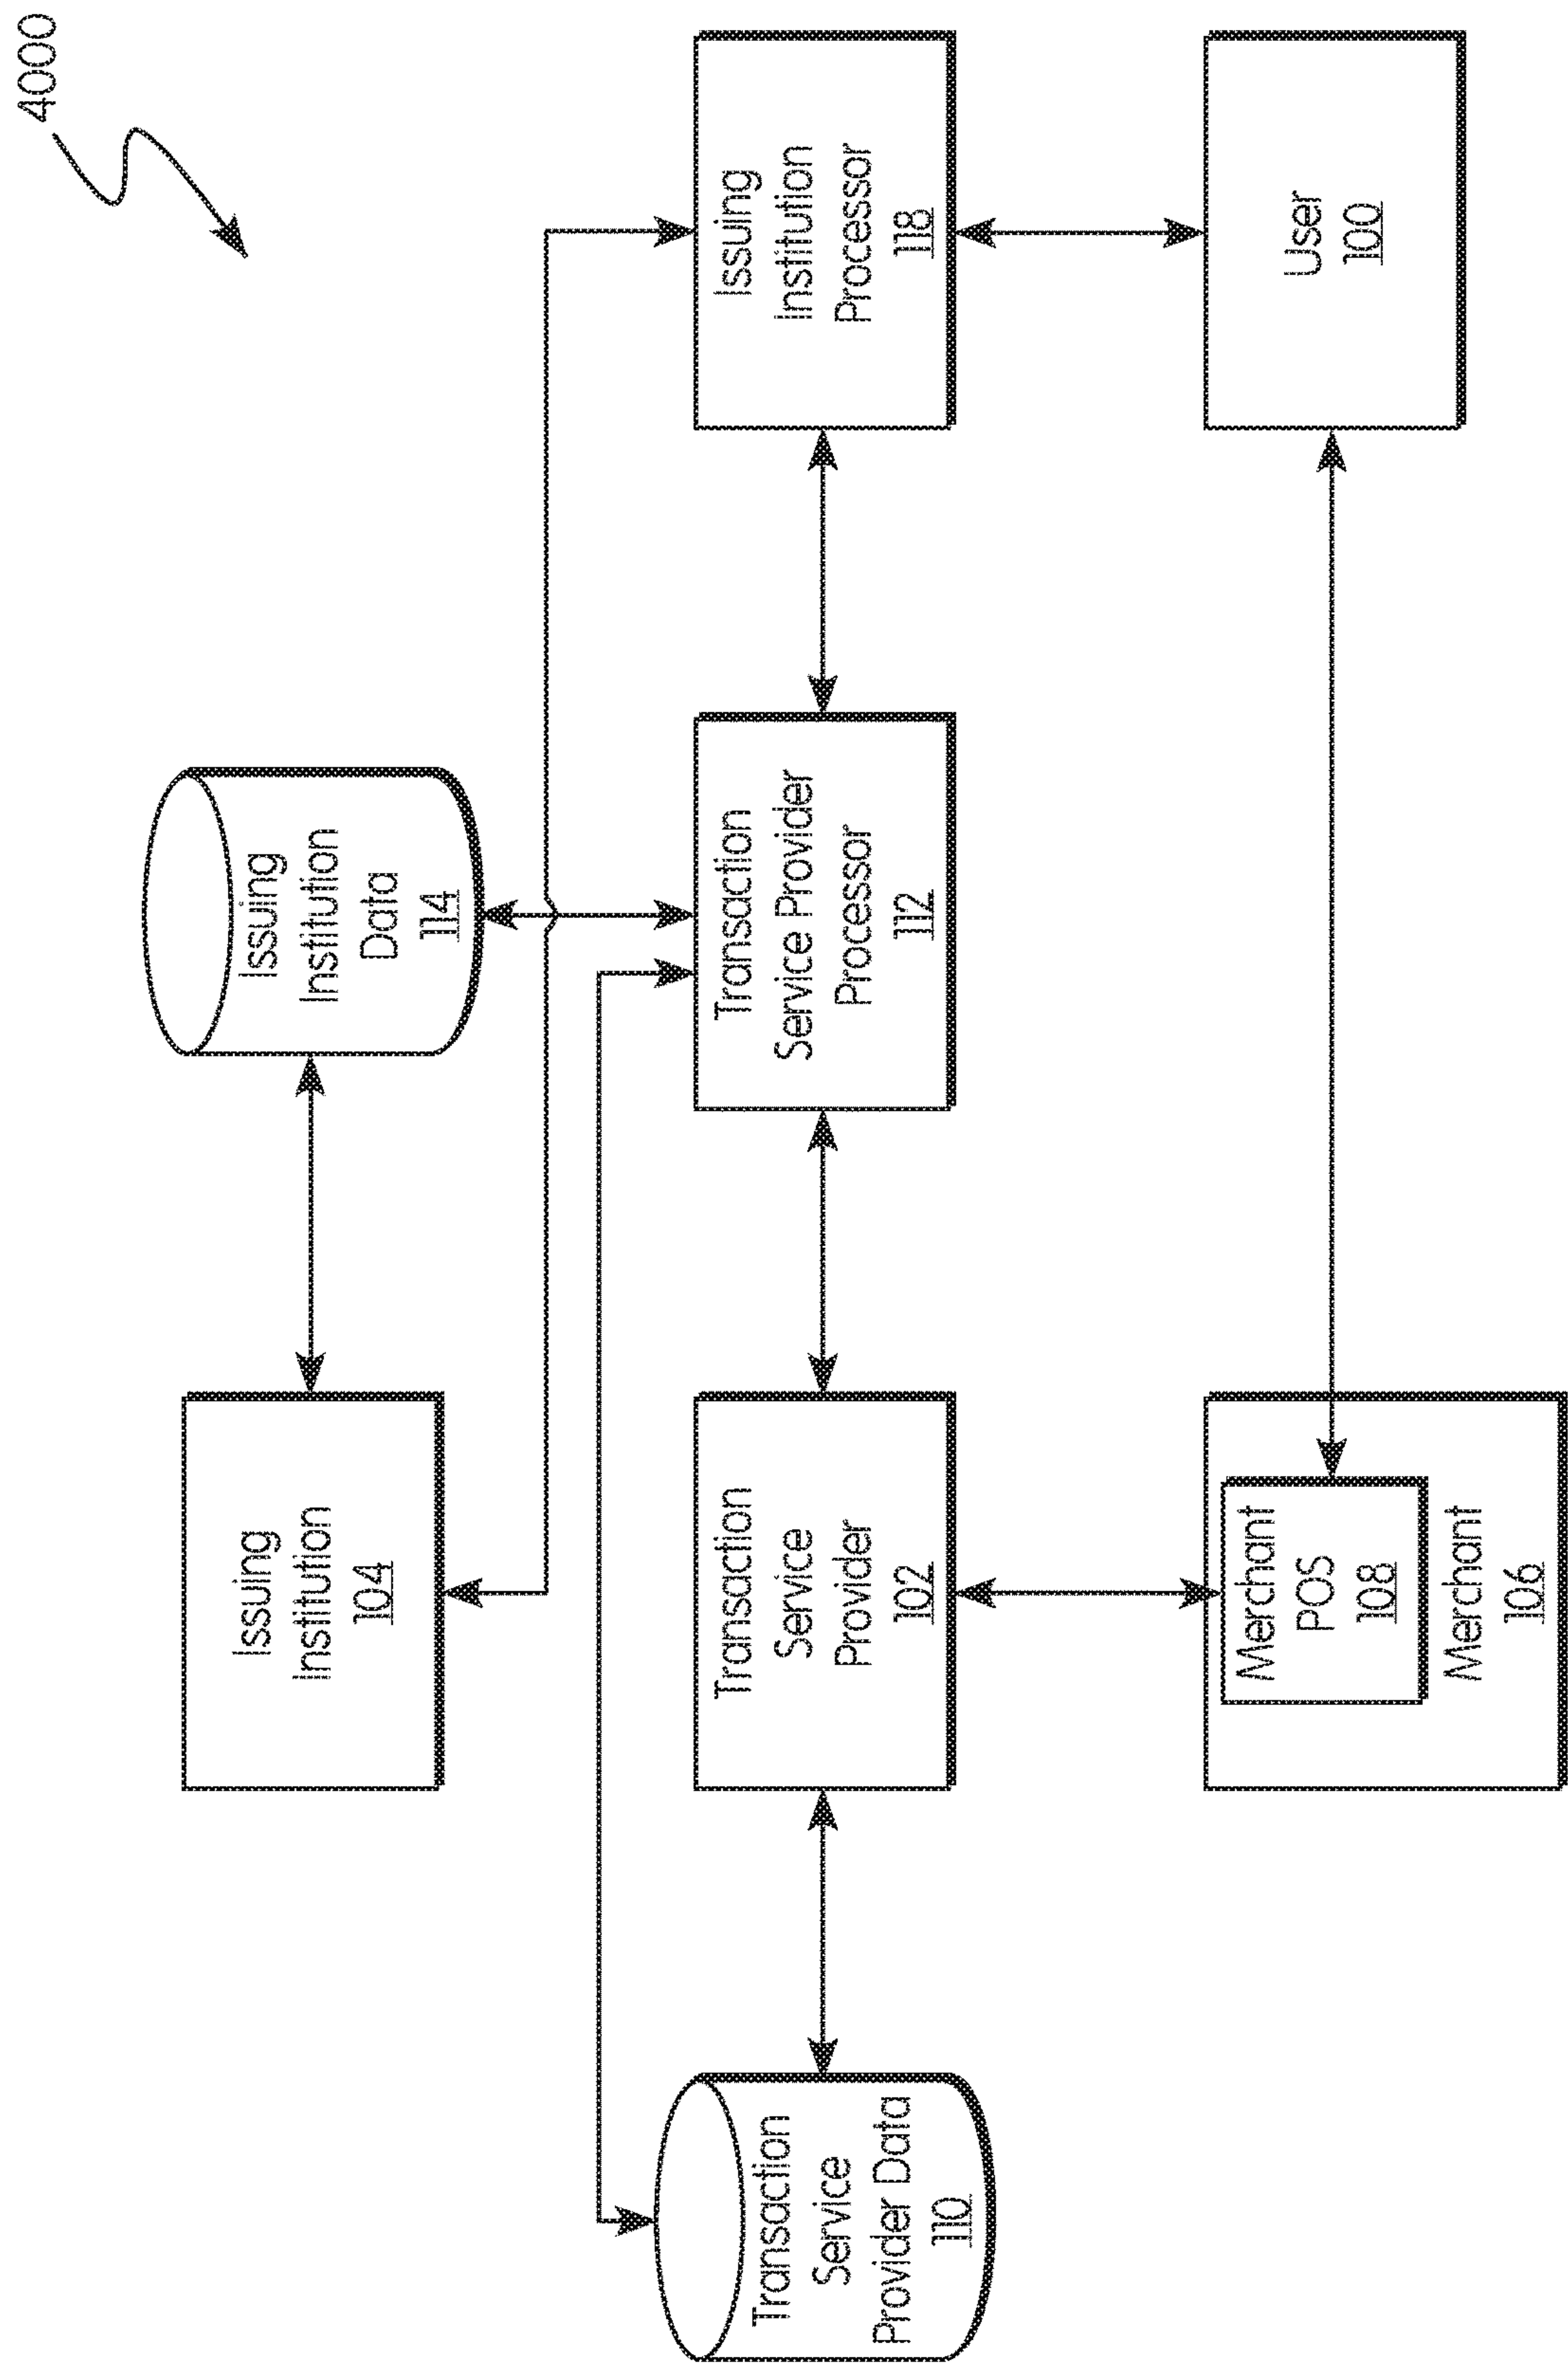 4000
Issuing
Institution
104
Issuing
Institution
Data
114
Transaction
Service
Provider Data
110
Transaction
Service
Provider
102
Transaction
Service Provider
Processor
112
Issuing
Institution
Processor
118
Merchant
POS
108
Merchant
106
User
100